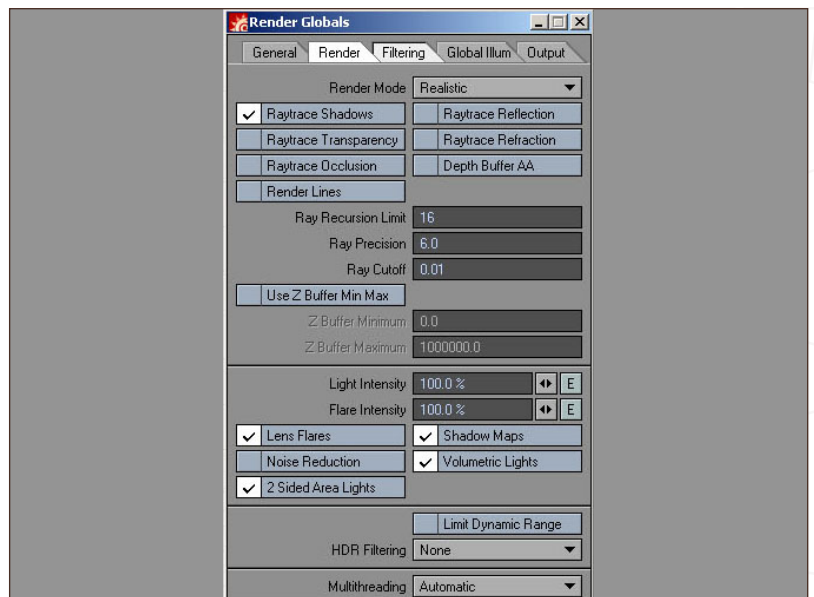 Render Globals
General Render Filtering Global Illum Output
Render Mode Realistic
Raytrace Shadows Raytrace Reflection
Raytrace Transparency Raytrace Refraction
Raytrace Occlusion Depth Buffer AA
Render Lines
Ray Recursion Limit 16
Ray Precision 6.0
Ray Cutoff 0.01
Use Z Buffer Min Max
Z Buffer Minimum 0.0
Z Buffer Maximum 1000000.0
Light Intensity 100.0 % E
Flare Intensity 100.0 % E
Lens Flares Shadow Maps
Noise Reduction Volumetric Lights
2 Sided Area Lights
Limit Dynamic Range
HDR Filtering None
Multithreading Automatic